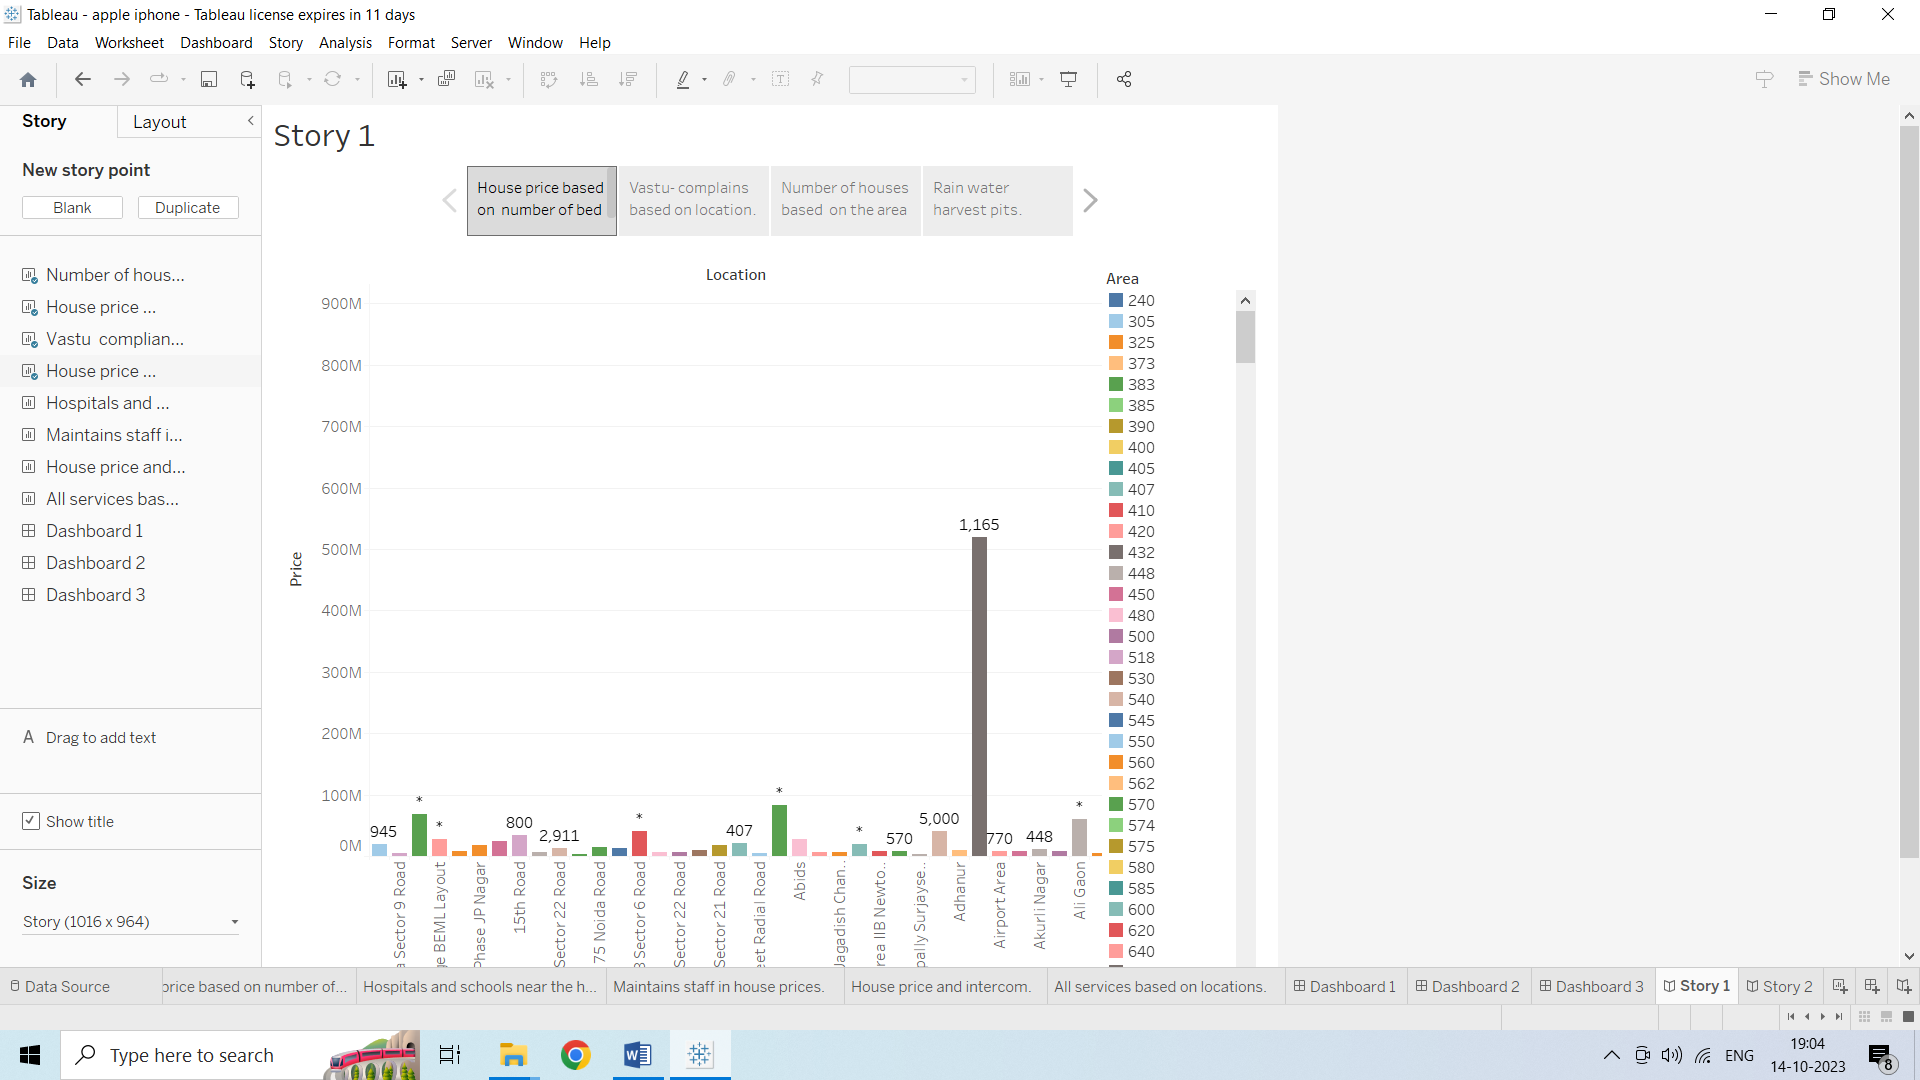 Tableau - apple iphone - Tableau license expires in 11 days
File Data Worksheet Dashboard Story Analysis Format Server Window Help
Show Me
Story Layout
New story point
Blank Duplicate
Number of hous...
House price ...
Vastu complian...
House price ...
Hospitals and ...
Maintains staff i...
House price and...
All services bas...
Dashboard 1
Dashboard 2
Dashboard 3
A Drag to add text
Show title
Size
Story (1016 x 964)
Story 1
House price based
on number of bed
Vastu- complains
based on location.
Number of houses
based on the area
Rain water
harvest pits.
Location
Price
900M
800M
700M
600M
500M
400M
300M
200M
100M
0M
945
*
*
800
2,911
*
407
*
*
570
5,000
1,165
770
448
*
a Sector 9 Road
ge BEML Layout
Phase JP Nagar
15th Road
Sector 22 Road
75 Noida Road
3 Sector 6 Road
Sector 22 Road
Sector 21 Road
eet Radial Road
Abids
Jagadish Chan..
rea IIB Newto..
pally Surjayse..
Adhanur
Airport Area
Akurli Nagar
Ali Gaon
Area
240
305
325
373
383
385
390
400
405
407
410
420
432
448
450
480
500
518
530
540
545
550
560
562
570
574
575
580
585
600
620
640
Data Source
price based on number of...
Hospitals and schools near the h...
Maintains staff in house prices.
House price and intercom.
All services based on locations.
Dashboard 1
Dashboard 2
Dashboard 3
Story 1
Story 2
Type here to search
ENG
19:04
14-10-2023
8